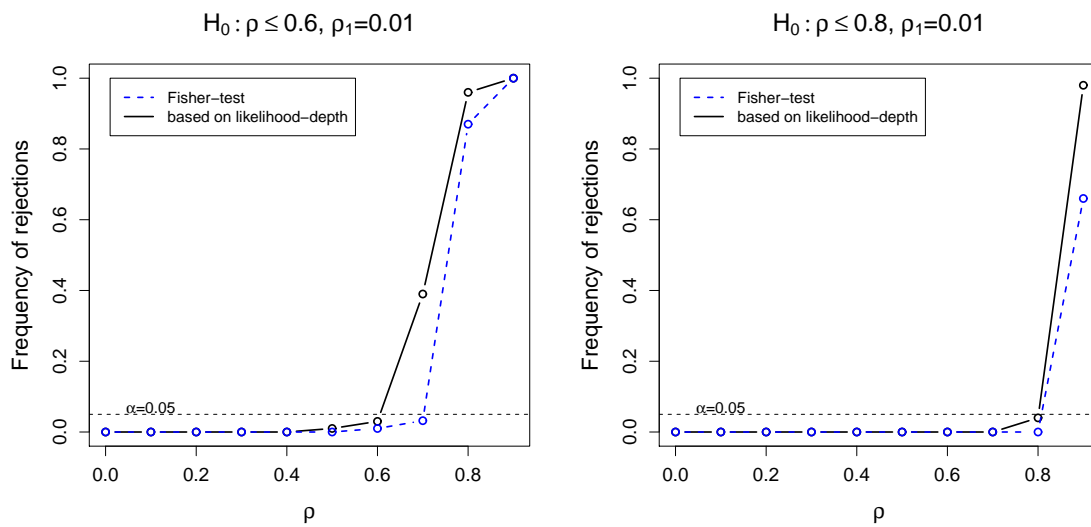 H₀ : ρ ≤ 0.6, ρ₁=0.01
1.0
0.8
0.6
0.4
0.2
0.0
Frequency of rejections
Fisher−test
based on likelihood−depth
α=0.05
0.0 0.2 0.4 0.6 0.8
ρ
H₀ : ρ ≤ 0.8, ρ₁=0.01
1.0
0.8
0.6
0.4
0.2
0.0
Frequency of rejections
Fisher−test
based on likelihood−depth
α=0.05
0.0 0.2 0.4 0.6 0.8
ρ